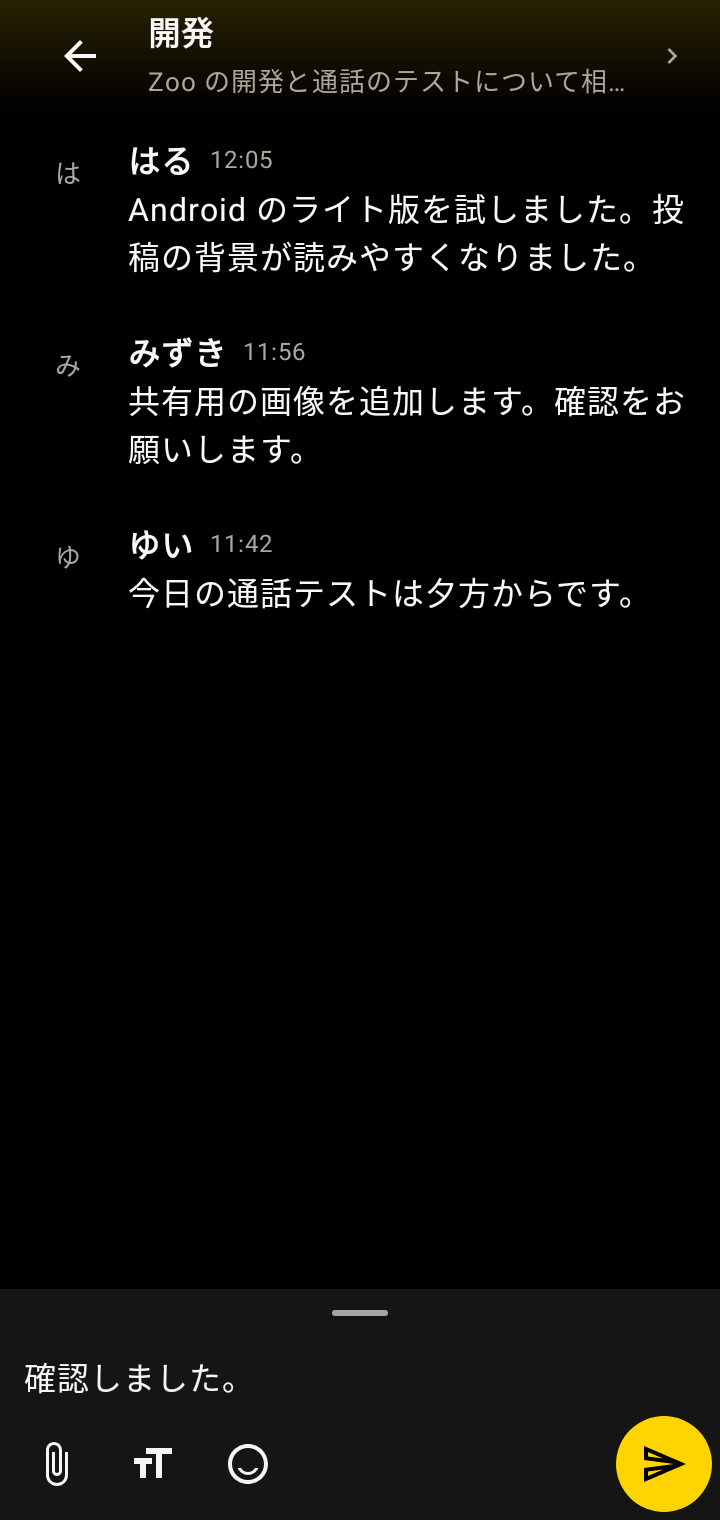 開発
Zoo の開発と通話のテストについて相…
は
はる 12:05
Android のライト版を試しました。投
稿の背景が読みやすくなりました。
み
みずき 11:56
共有用の画像を追加します。確認をお
願いします。
ゆ
ゆい 11:42
今日の通話テストは夕方からです。
確認しました。